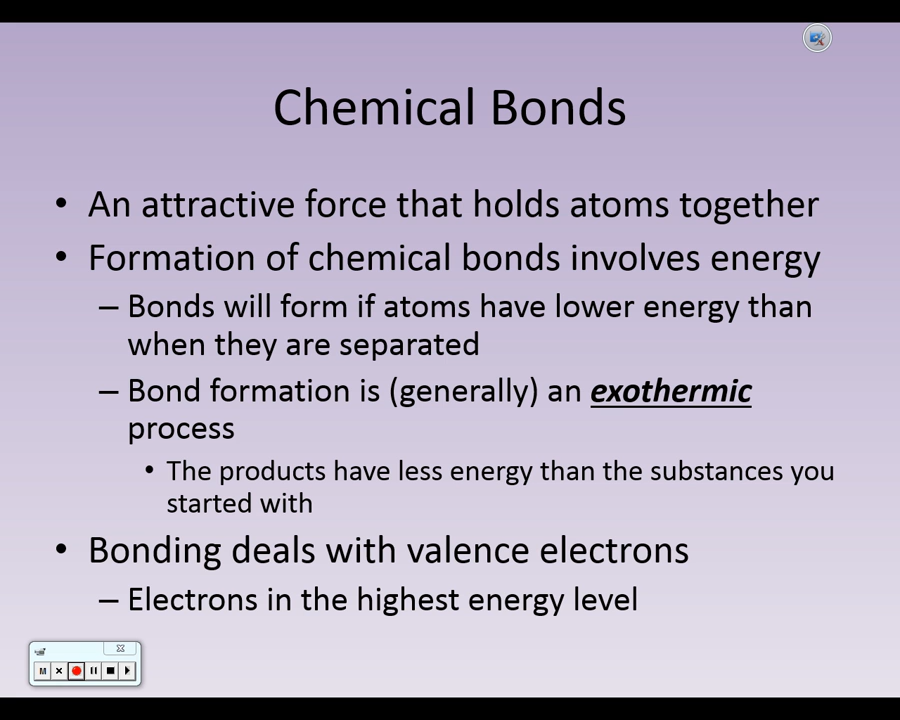 Chemical Bonds
• An attractive force that holds atoms together
• Formation of chemical bonds involves energy
– Bonds will form if atoms have lower energy than
when they are separated
– Bond formation is (generally) an exothermic
process
• The products have less energy than the substances you
started with
• Bonding deals with valence electrons
– Electrons in the highest energy level
M